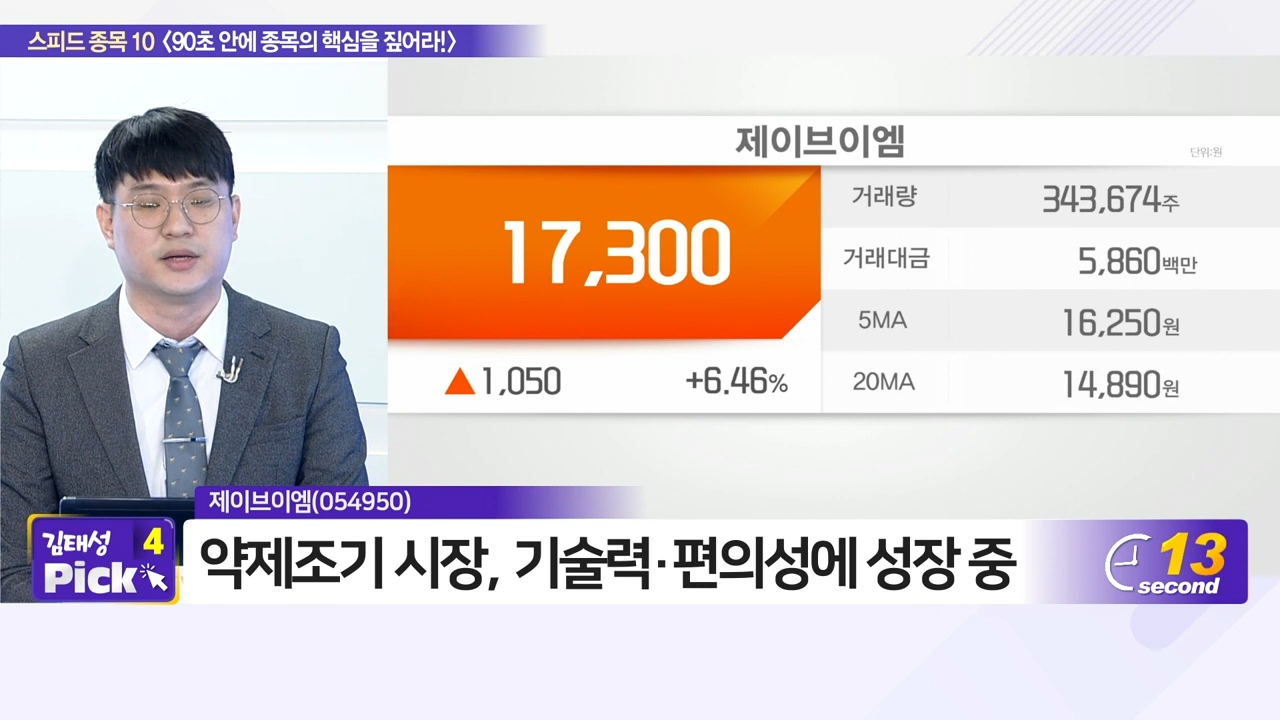 스피드 종목 10 〈90초 안에 종목의 핵심을 짚어라!〉
제이브이엠
단위:원
17,300
▲1,050 +6.46%
거래량 343,674주
거래대금 5,860백만
5MA 16,250원
20MA 14,890원
제이브이엠(054950)
김태성 4
Pick
약제조기 시장, 기술력·편의성에 성장 중
13
second